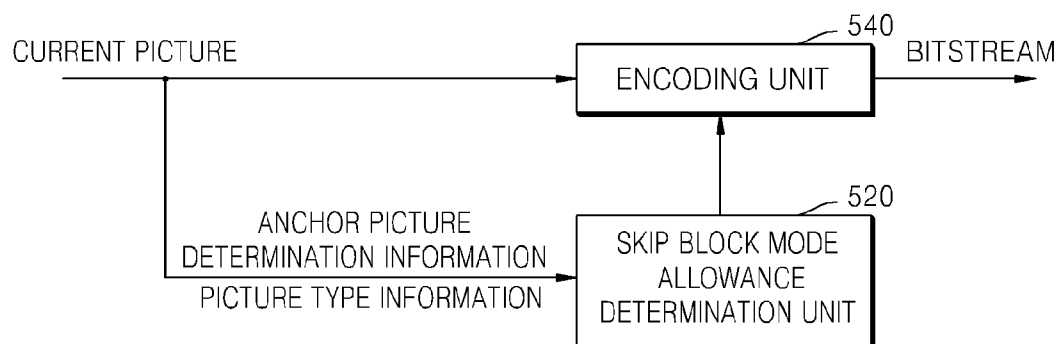 540
CURRENT PICTURE
BITSTREAM
ENCODING UNIT
520
ANCHOR PICTURE
DETERMINATION INFORMATION
PICTURE TYPE INFORMATION
SKIP BLOCK MODE
ALLOWANCE
DETERMINATION UNIT